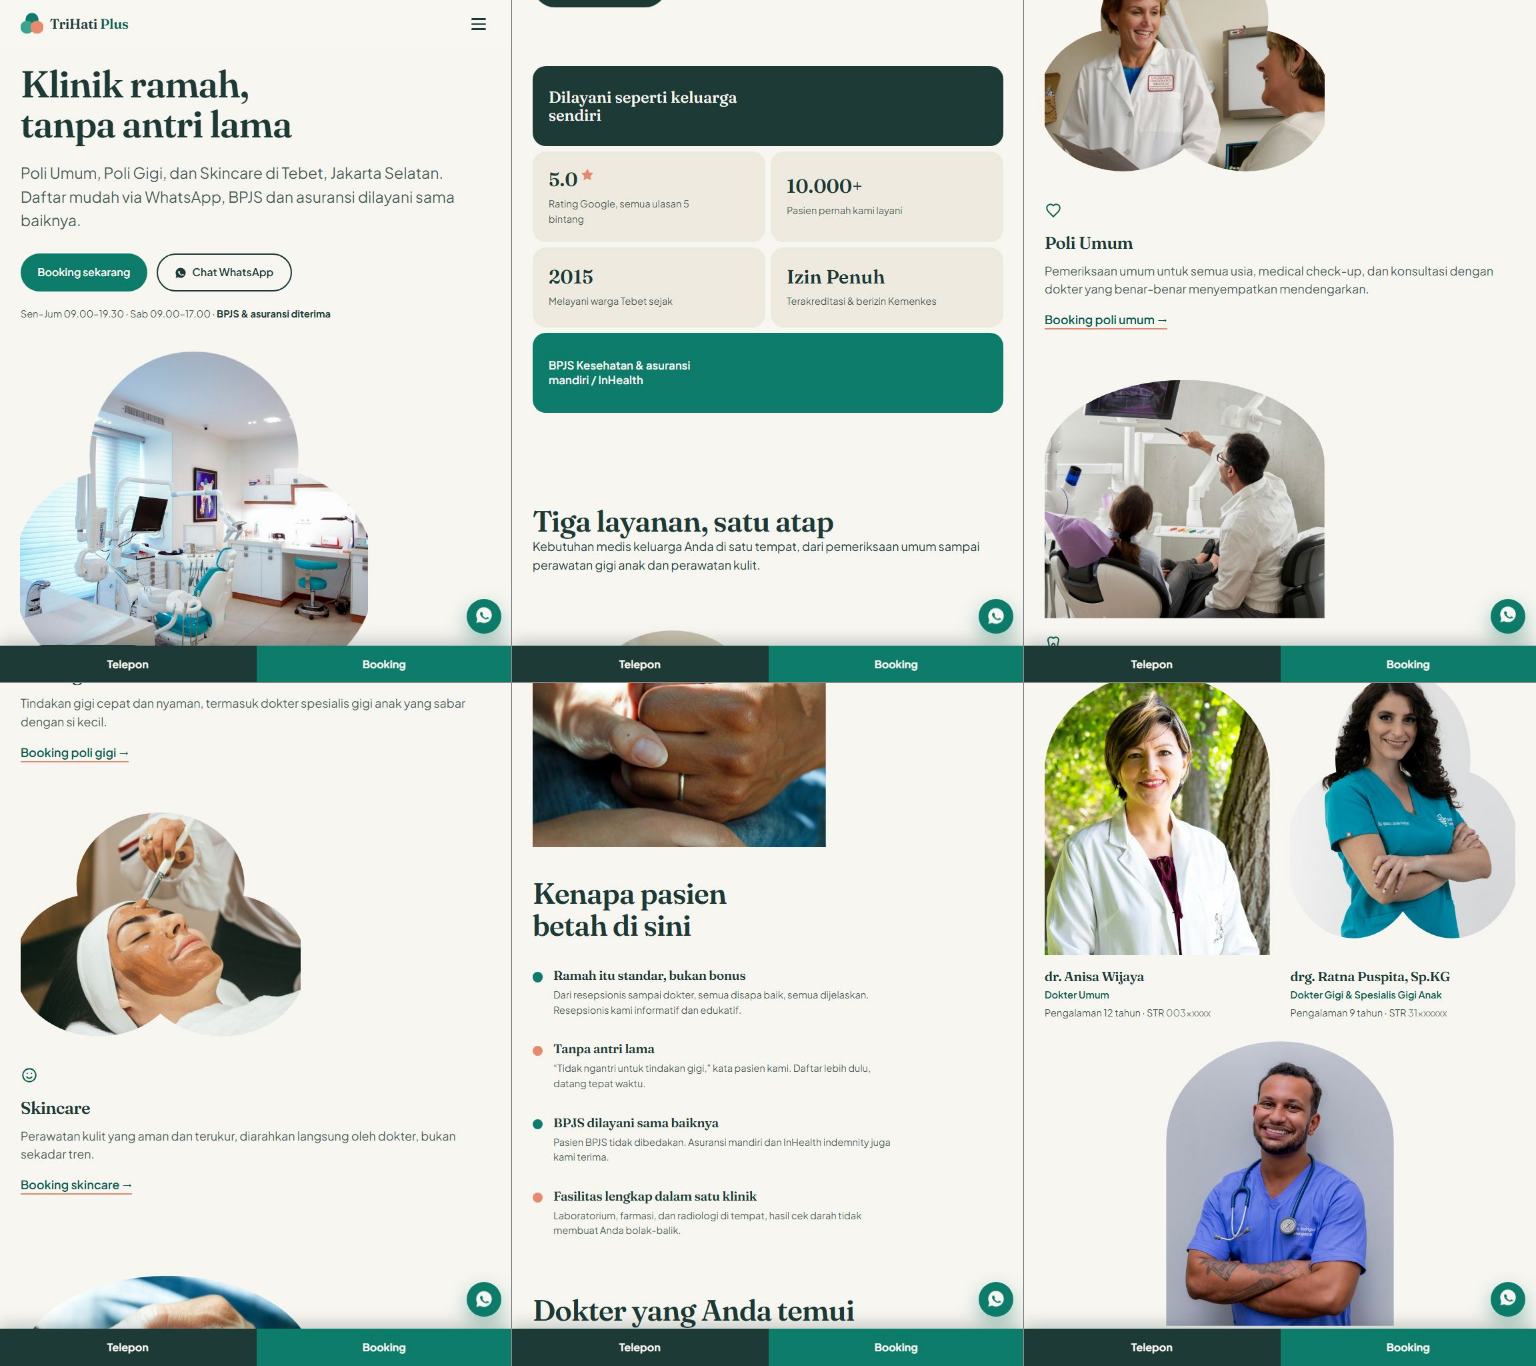 TriHati Plus
Klinik ramah,
tanpa antri lama
Poli Umum, Poli Gigi, dan Skincare di Tebet, Jakarta Selatan.
Daftar mudah via WhatsApp, BPJS dan asuransi dilayani sama
baiknya.
Booking sekarang
Chat WhatsApp
Sen–Jum 09.00–19.30 · Sab 09.00–17.00 · BPJS & asuransi diterima
Telepon
Booking
Dilayani seperti keluarga
sendiri
5.0
Rating Google, semua ulasan 5
bintang
10.000+
Pasien pernah kami layani
2015
Melayani warga Tebet sejak
Izin Penuh
Terakreditasi & berizin Kemenkes
BPJS Kesehatan & asuransi
mandiri / InHealth
Tiga layanan, satu atap
Kebutuhan medis keluarga Anda di satu tempat, dari pemeriksaan umum sampai
perawatan gigi anak dan perawatan kulit.
Telepon
Booking
Poli Umum
Pemeriksaan umum untuk semua usia, medical check-up, dan konsultasi dengan
dokter yang benar-benar menyempatkan mendengarkan.
Booking poli umum →
Telepon
Booking
Tindakan gigi cepat dan nyaman, termasuk dokter spesialis gigi anak yang sabar
dengan si kecil.
Booking poli gigi →
Skincare
Perawatan kulit yang aman dan terukur, diarahkan langsung oleh dokter, bukan
sekadar tren.
Booking skincare →
Telepon
Booking
Kenapa pasien
betah di sini
Ramah itu standar, bukan bonus
Dari resepsionis sampai dokter, semua disapa baik, semua dijelaskan.
Resepsionis kami informatif dan edukatif.
Tanpa antri lama
"Tidak ngantri untuk tindakan gigi," kata pasien kami. Daftar lebih dulu,
datang tepat waktu.
BPJS dilayani sama baiknya
Pasien BPJS tidak dibedakan. Asuransi mandiri dan InHealth indemnity juga
kami terima.
Fasilitas lengkap dalam satu klinik
Laboratorium, farmasi, dan radiologi di tempat, hasil cek darah tidak
membuat Anda bolak-balik.
Dokter yang Anda temui
Telepon
Booking
dr. Anisa Wijaya
Dokter Umum
Pengalaman 12 tahun · STR 003xxxxx
drg. Ratna Puspita, Sp.KG
Dokter Gigi & Spesialis Gigi Anak
Pengalaman 9 tahun · STR 31xxxxxx
Telepon
Booking